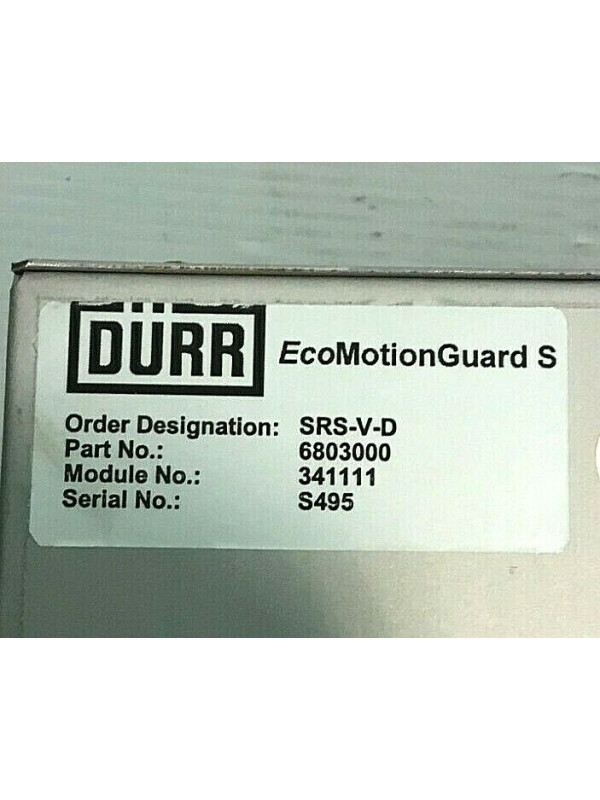 DÜRR
EcoMotionGuard S
Order Designation: SRS-V-D
Part No.: 6803000
Module No.: 341111
Serial No.: S495